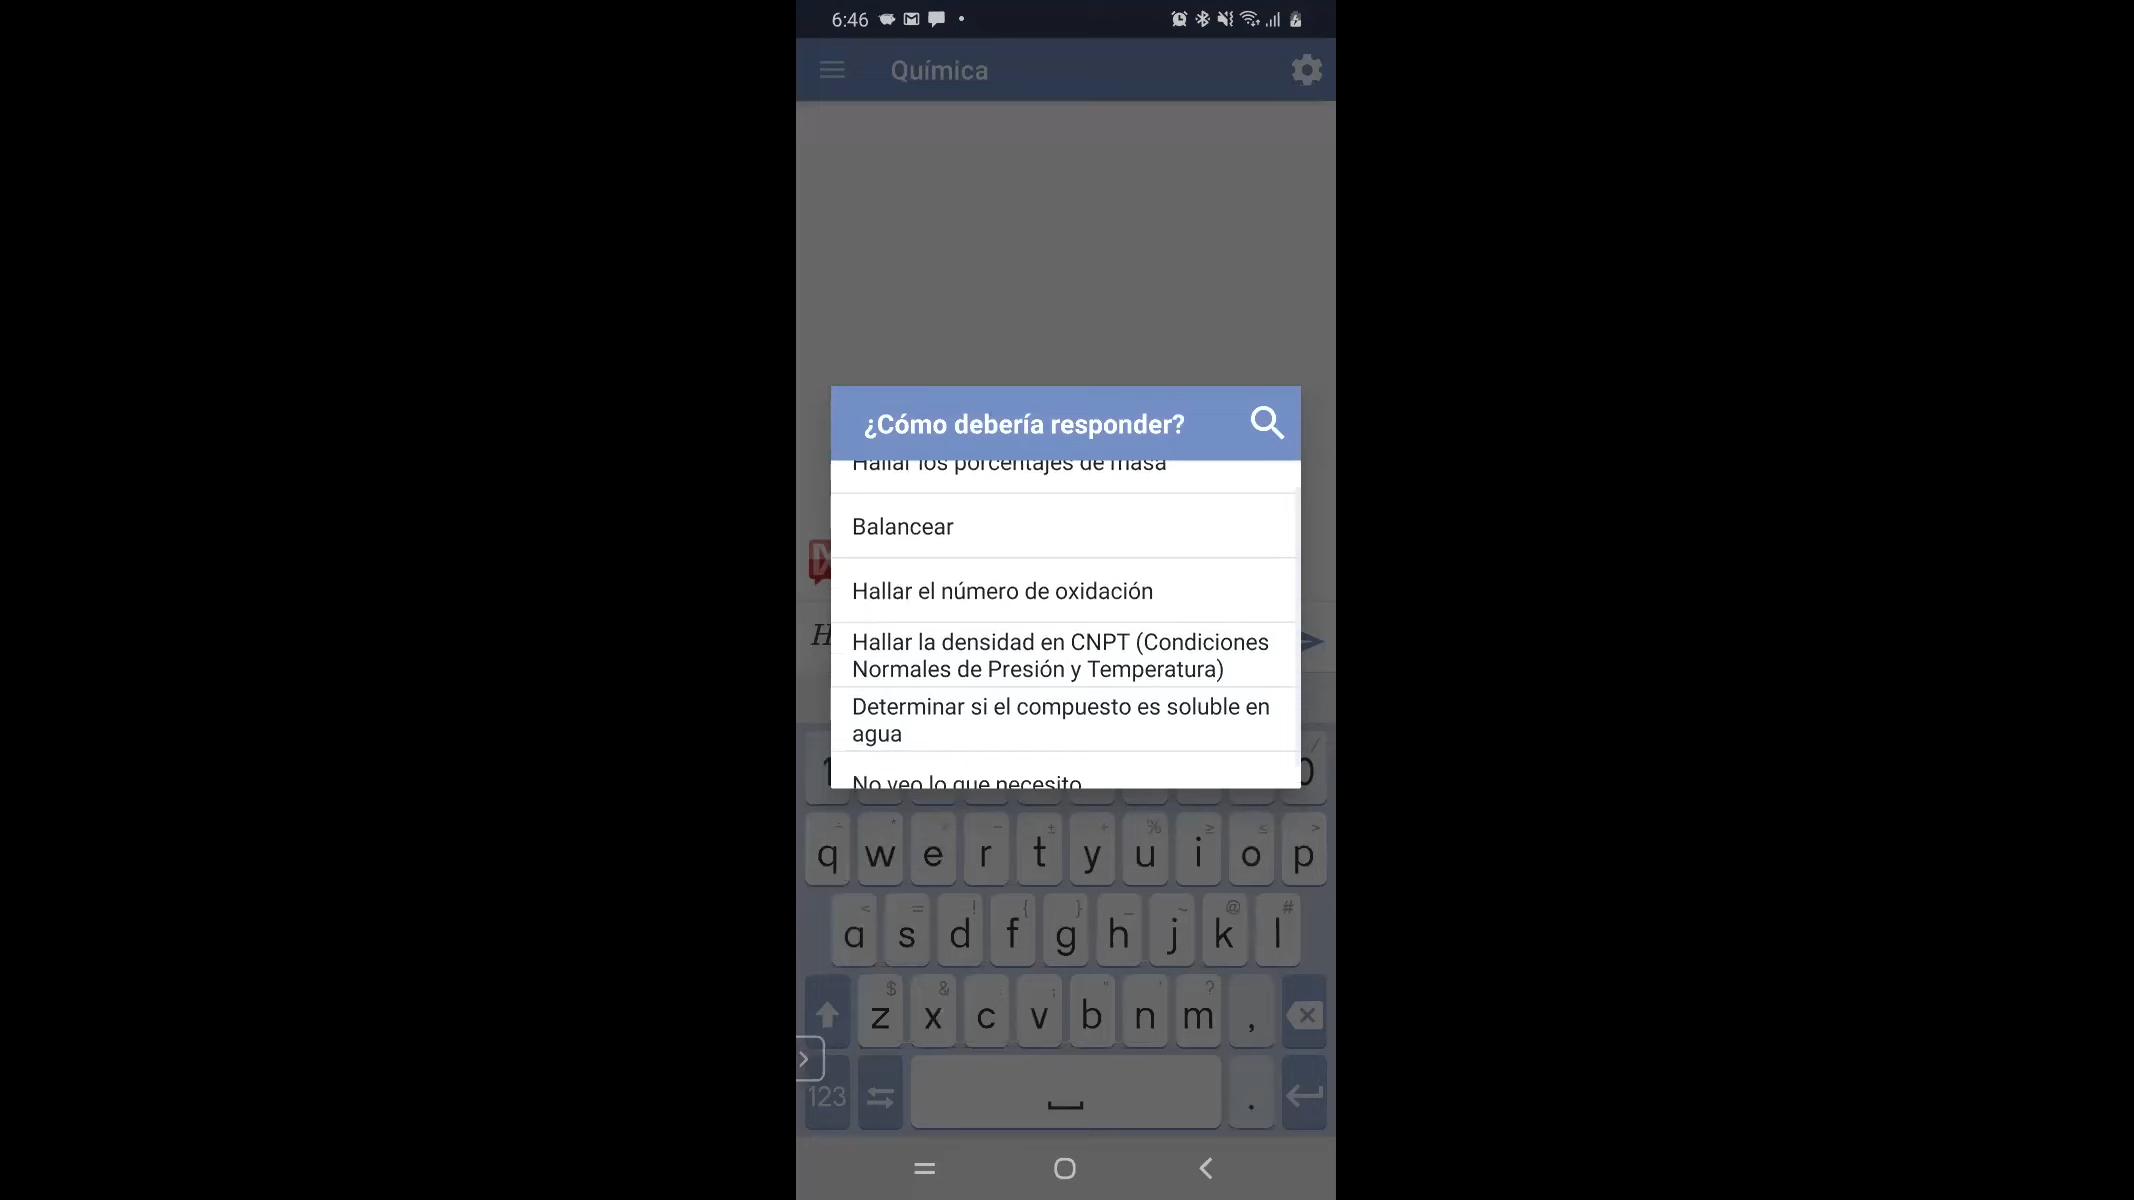 6:46
Química
¿Cómo debería responder?
Hallar los porcentajes de masa
Balancear
Hallar el número de oxidación
H
Hallar la densidad en CNPT (Condiciones
Normales de Presión y Temperatura)
Determinar si el compuesto es soluble en
agua
No veo lo que necesito
1 0 /
÷ * - ± + % ≥ ≤ >
q w e r t y u i o p
< = ! { } _ ~ @ #
a s d f g h j k l
$ & : ; " ' ?
z x c v b n m ,
123 .